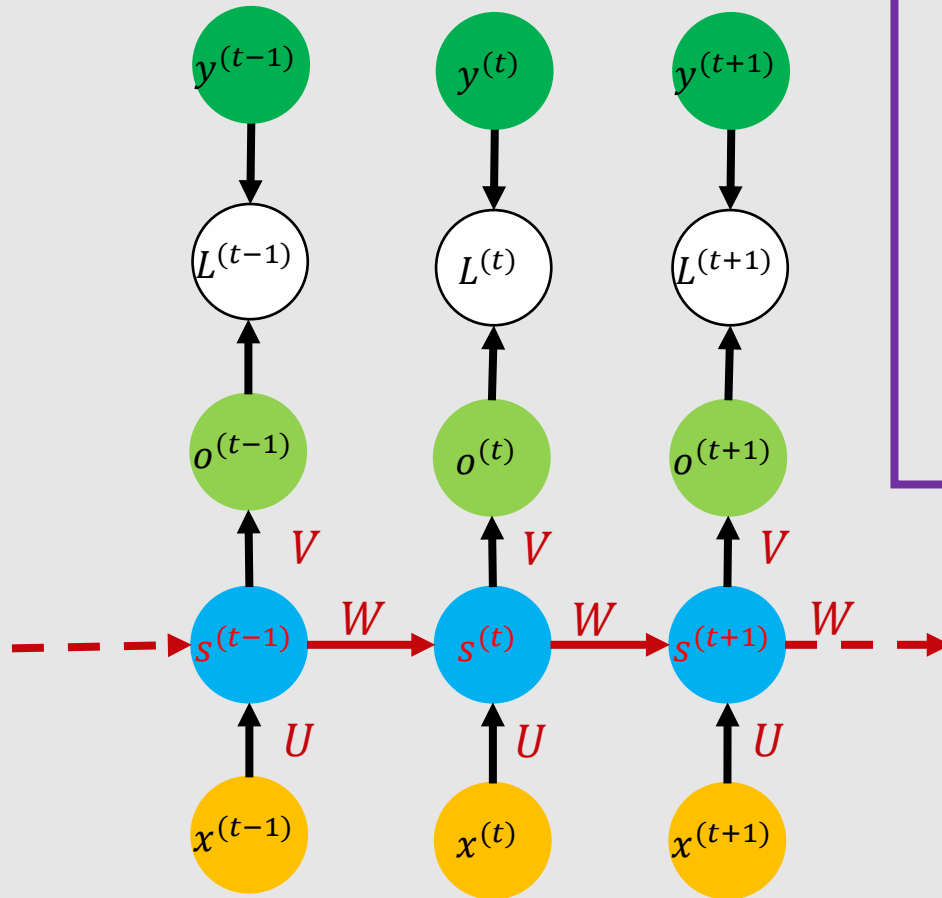 y^(t−1) y^(t) y^(t+1)
L^(t−1) L^(t) L^(t+1)
o^(t−1) o^(t) o^(t+1)
V V V
s^(t−1) W s^(t) W s^(t+1) W
U U U
x^(t−1) x^(t) x^(t+1)